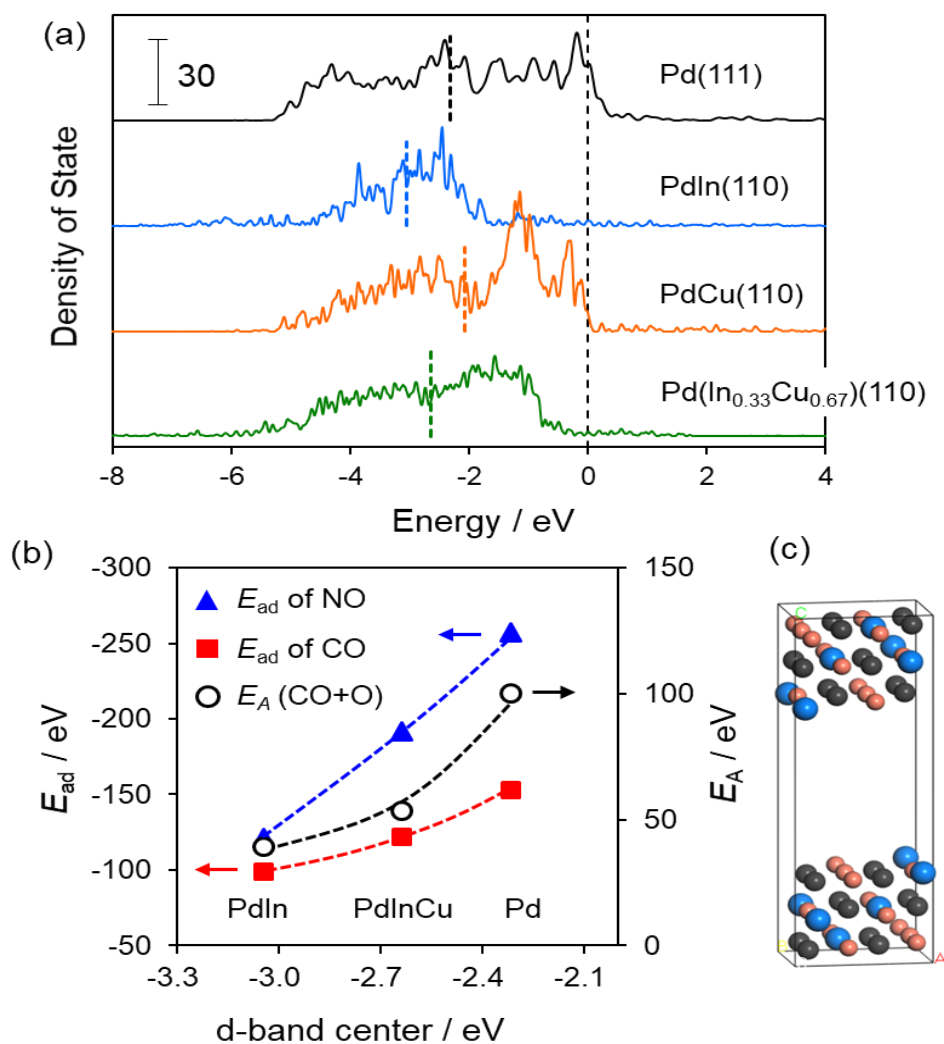 (a)
30
Pd(111)
PdIn(110)
PdCu(110)
Pd(In0.33Cu0.67)(110)
Density of State
-8 -6 -4 -2 0 2 4
Energy / eV
(b)
-300
-250
-200
-150
-100
-50
Ead / eV
Ead of NO
Ead of CO
EA (CO+O)
PdIn PdInCu Pd
150
100
50
0
EA / eV
-3.3 -3.0 -2.7 -2.4 -2.1
d-band center / eV
(c)
C
A